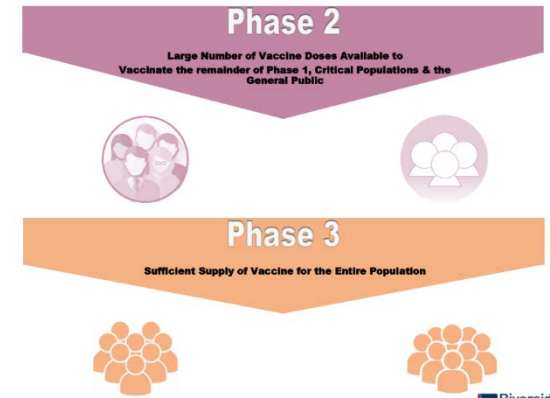 Phase 2
Large Number of Vaccine Doses Available to
Vaccinate the remainder of Phase 1, Critical Populations & the
General Public
Phase 3
Sufficient Supply of Vaccine for the Entire Population